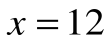 x = 12